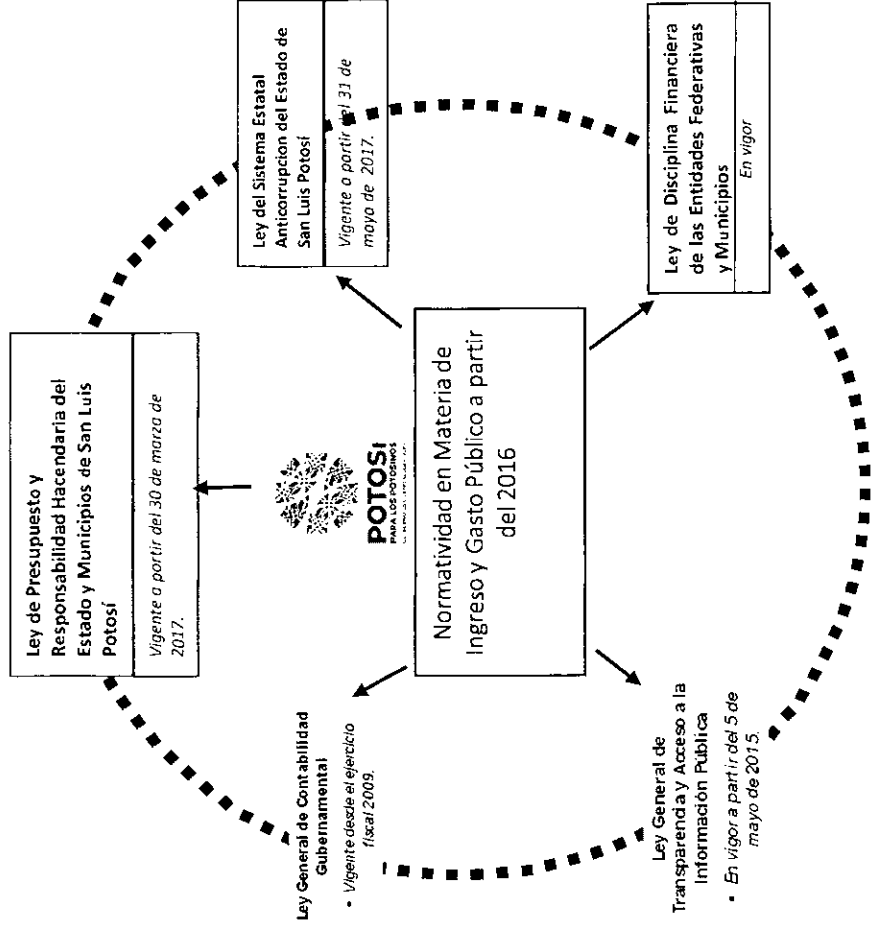 Ley de Presupuesto y
Responsabilidad Hacendaria del
Estado y Municipios de San Luis
Potosí
Vigente a partir del 30 de marzo de
2017.
Ley del Sistema Estatal
Anticorrupcion del Estado de
San Luis Potosí
Vigente a partir del 31 de
mayo de 2017.
Ley de Disciplina Financiera
de las Entidades Federativas
y Municipios
En vigor
Ley General de
Transparencia y Acceso a la
Información Pública
• En vigor a partir del 5 de
mayo de 2015.
Ley General de Contabilidad
Gubernamental
• Vigente desde el ejercicio
fiscal 2009.
POTOSÍ
PARA LOS POTOSINOS
Normatividad en Materia de
Ingreso y Gasto Público a partir
del 2016